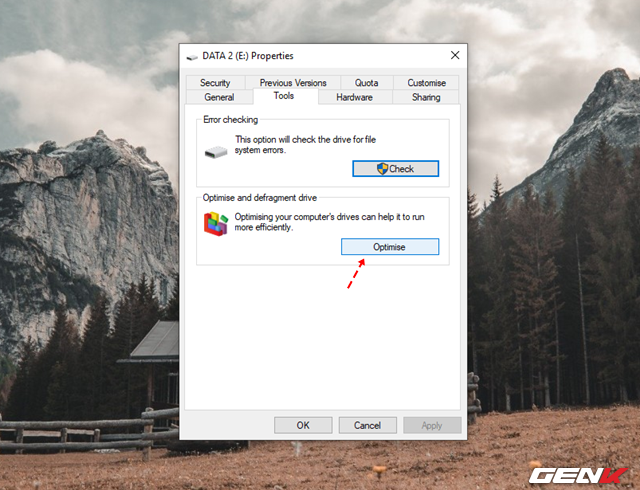 DATA 2 (E:) Properties
Security Previous Versions Quota Customise
General Tools Hardware Sharing
Error checking
This option will check the drive for file
system errors.
Check
Optimise and defragment drive
Optimising your computer's drives can help it to run
more efficiently.
Optimise
OK Cancel Apply
GENK